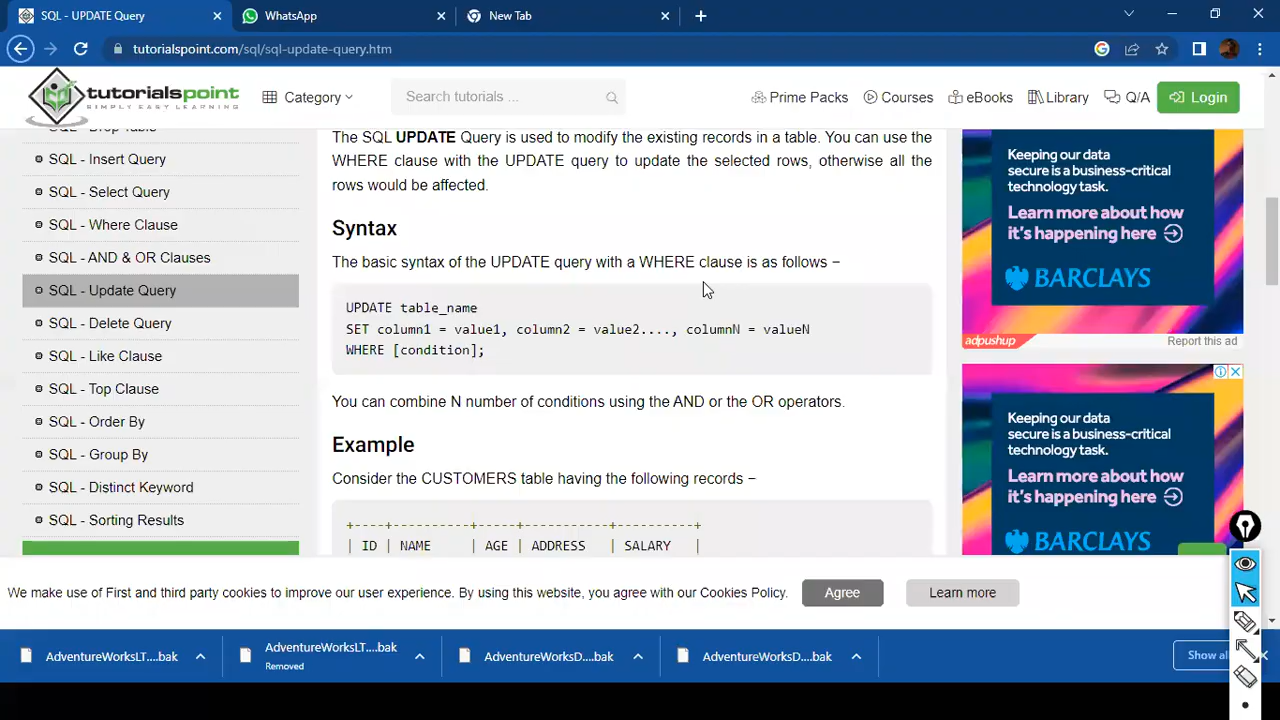 SQL - UPDATE Query
WhatsApp
New Tab
tutorialspoint.com/sql/sql-update-query.htm
tutorialspoint
SIMPLY EASY LEARNING
Category
Search tutorials ...
Prime Packs
Courses
eBooks
Library
Q/A
Login
SQL - Drop Table
SQL - Insert Query
SQL - Select Query
SQL - Where Clause
SQL - AND & OR Clauses
SQL - Update Query
SQL - Delete Query
SQL - Like Clause
SQL - Top Clause
SQL - Order By
SQL - Group By
SQL - Distinct Keyword
SQL - Sorting Results
The SQL UPDATE Query is used to modify the existing records in a table. You can use the
WHERE clause with the UPDATE query to update the selected rows, otherwise all the
rows would be affected.
Syntax
The basic syntax of the UPDATE query with a WHERE clause is as follows −
UPDATE table_name
SET column1 = value1, column2 = value2...., columnN = valueN
WHERE [condition];
You can combine N number of conditions using the AND or the OR operators.
Example
Consider the CUSTOMERS table having the following records −
+----+----------+-----+-----------+----------+
| ID | NAME | AGE | ADDRESS | SALARY |
Keeping our data
secure is a business-critical
technology task.
Learn more about how
it's happening here
BARCLAYS
adpushup
Report this ad
Keeping our data
secure is a business-critical
technology task.
Learn more about how
it's happening here
BARCLAYS
We make use of First and third party cookies to improve our user experience. By using this website, you agree with our Cookies Policy.
Agree
Learn more
AdventureWorksLT....bak
AdventureWorksLT....bak
Removed
AdventureWorksD....bak
AdventureWorksD....bak
Show all